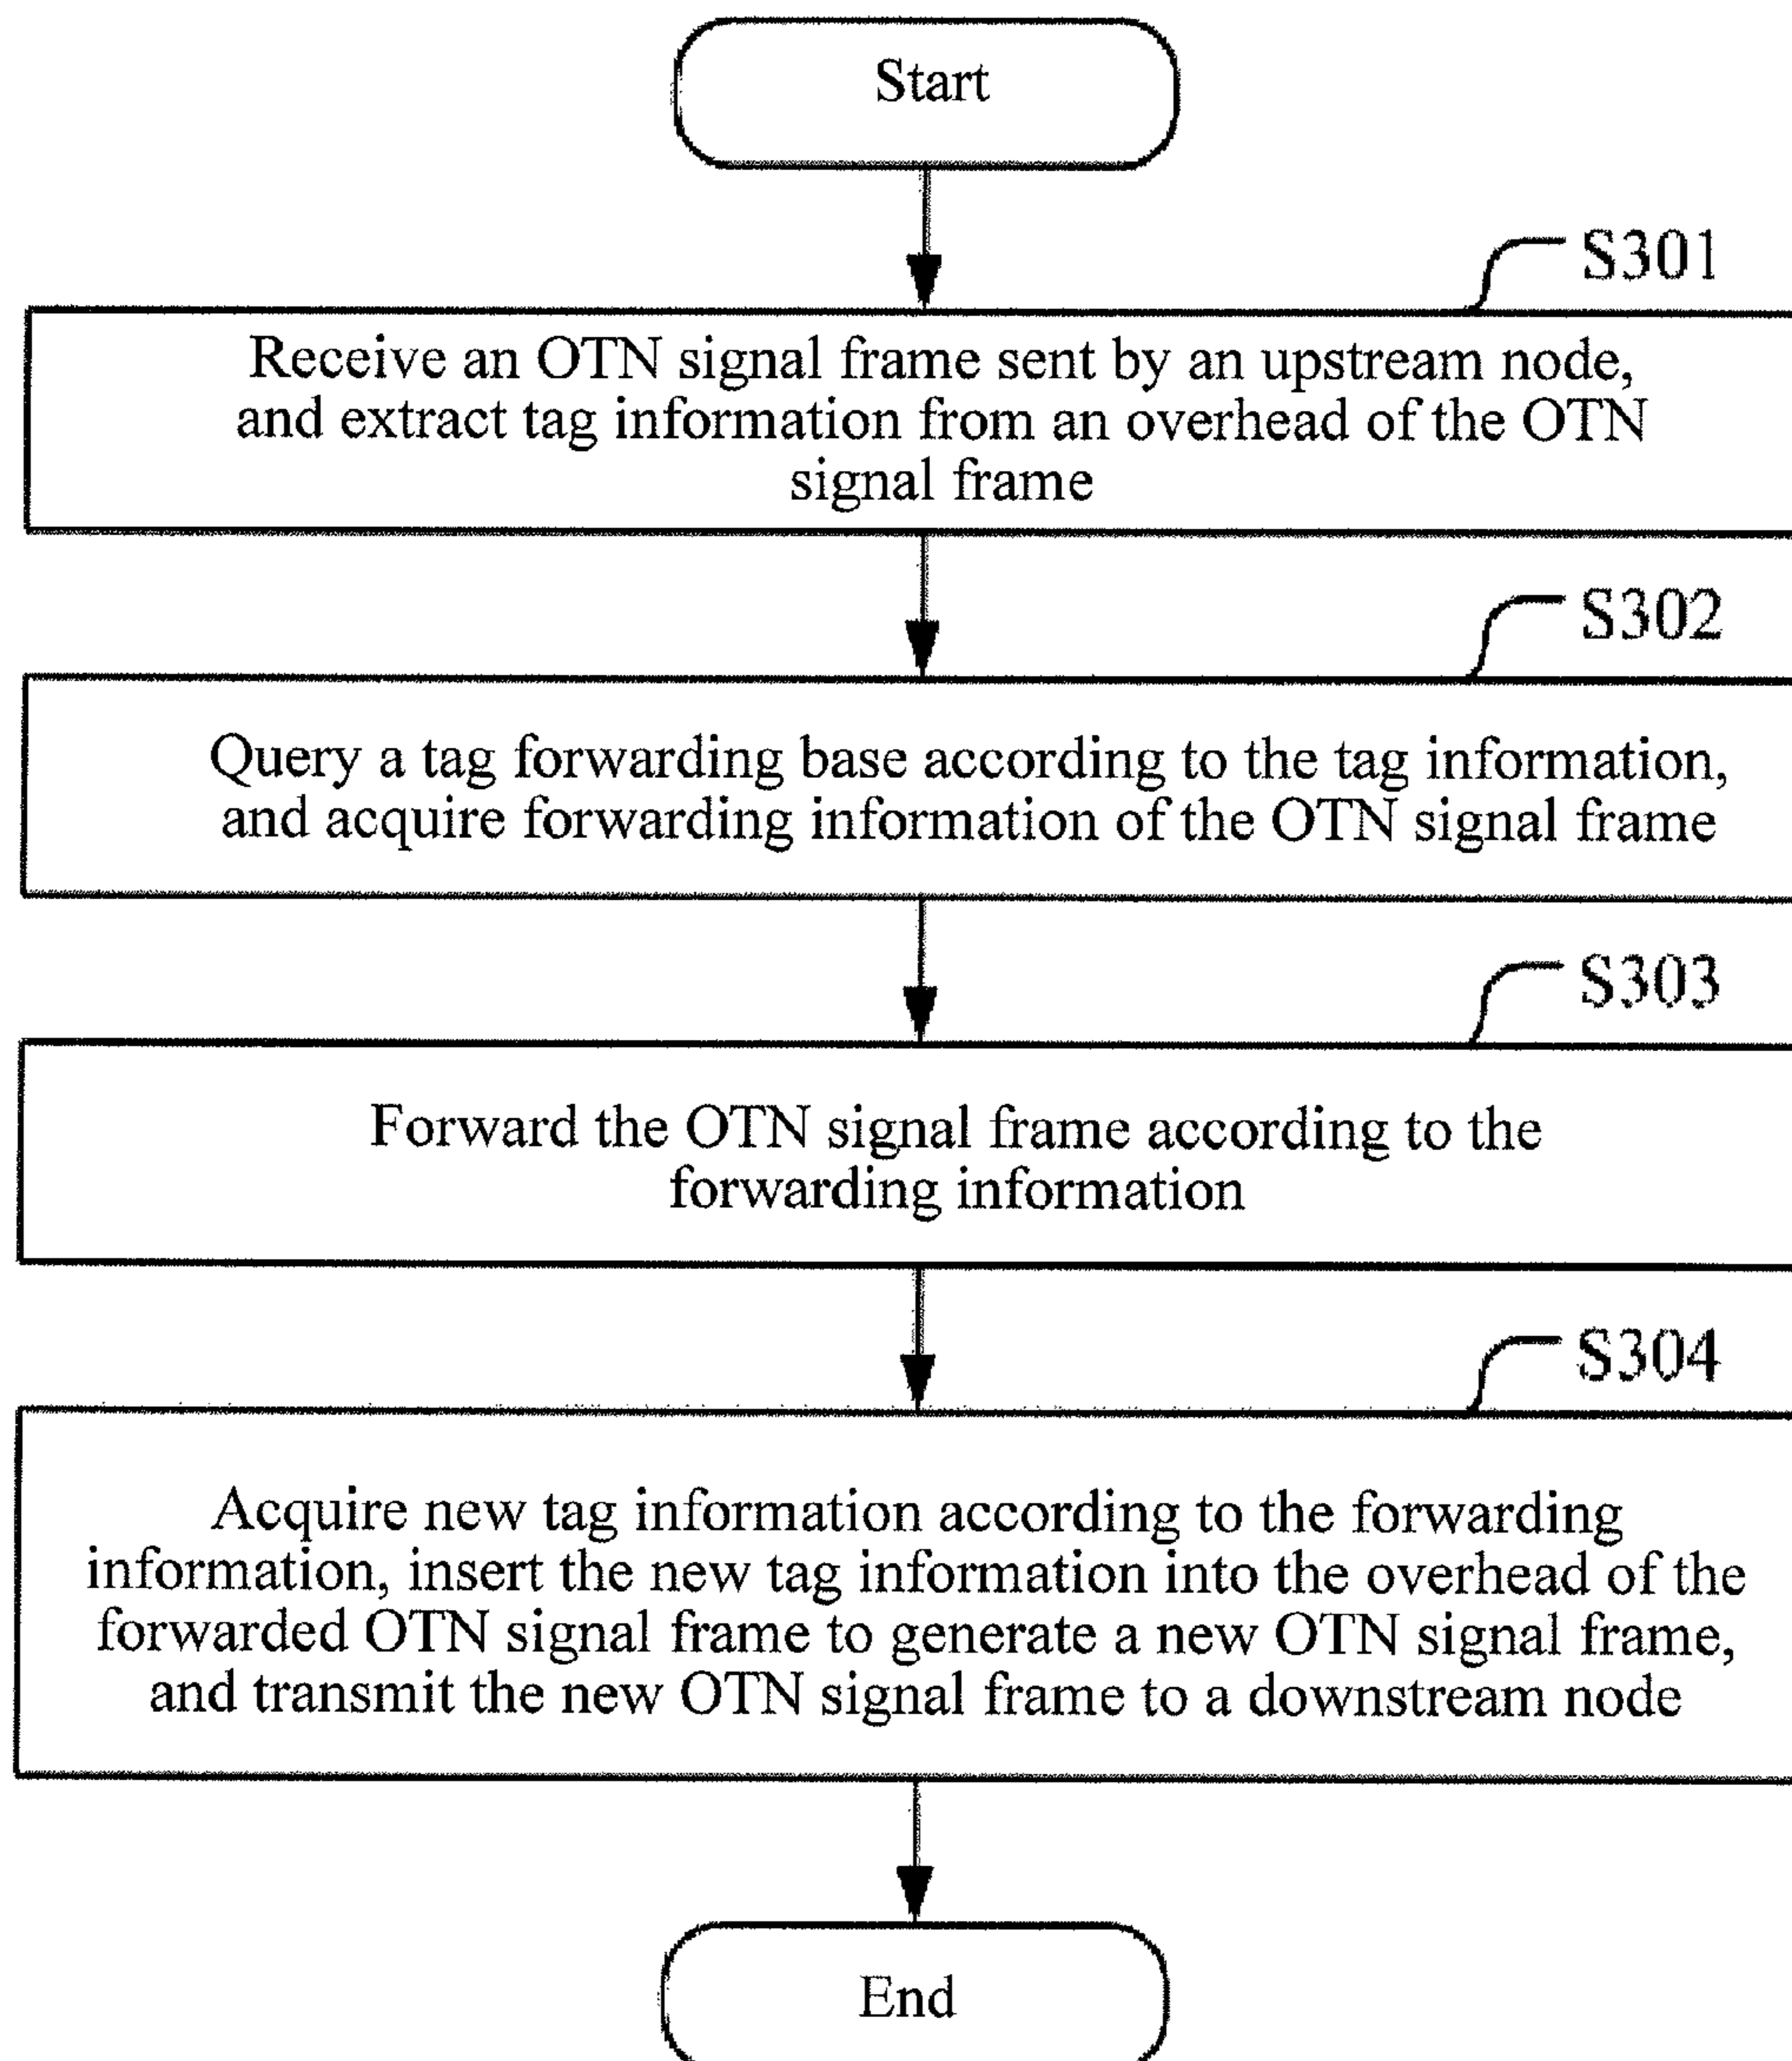 Start
S301
Receive an OTN signal frame sent by an upstream node,
and extract tag information from an overhead of the OTN
signal frame
S302
Query a tag forwarding base according to the tag information,
and acquire forwarding information of the OTN signal frame
S303
Forward the OTN signal frame according to the
forwarding information
S304
Acquire new tag information according to the forwarding
information, insert the new tag information into the overhead of the
forwarded OTN signal frame to generate a new OTN signal frame,
and transmit the new OTN signal frame to a downstream node
End